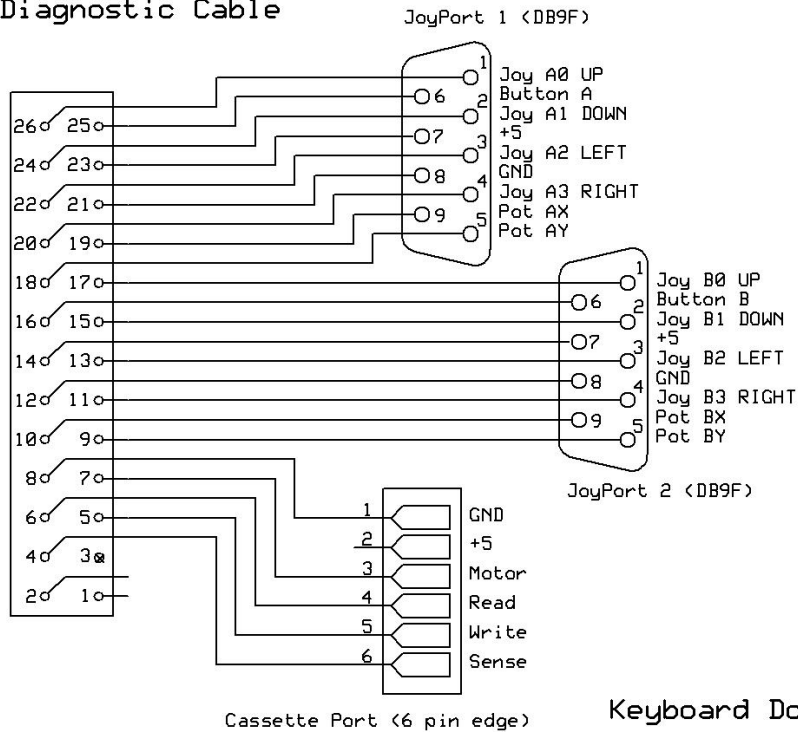 Diagnostic Cable
JoyPort 1 (DB9F)
1 Joy A0 UP
6 Button A
2 Joy A1 DOWN
7 +5
3 Joy A2 LEFT
8 GND
4 Joy A3 RIGHT
9 Pot AX
5 Pot AY
26 25
24 23
22 21
20 19
18 17
16 15
14 13
12 11
10 9
8 7
6 5
4 3
2 1
1 Joy B0 UP
6 Button B
2 Joy B1 DOWN
7 +5
3 Joy B2 LEFT
8 GND
4 Joy B3 RIGHT
9 Pot BX
5 Pot BY
JoyPort 2 (DB9F)
1 GND
2 +5
3 Motor
4 Read
5 Write
6 Sense
Cassette Port (6 pin edge)
Keyboard Do